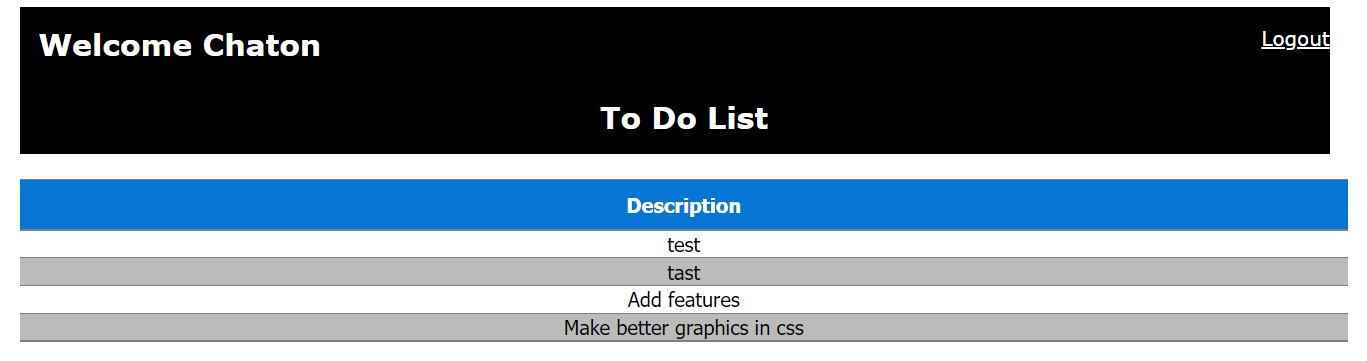 Welcome Chaton
Logout
To Do List
Description
test
tast
Add features
Make better graphics in css